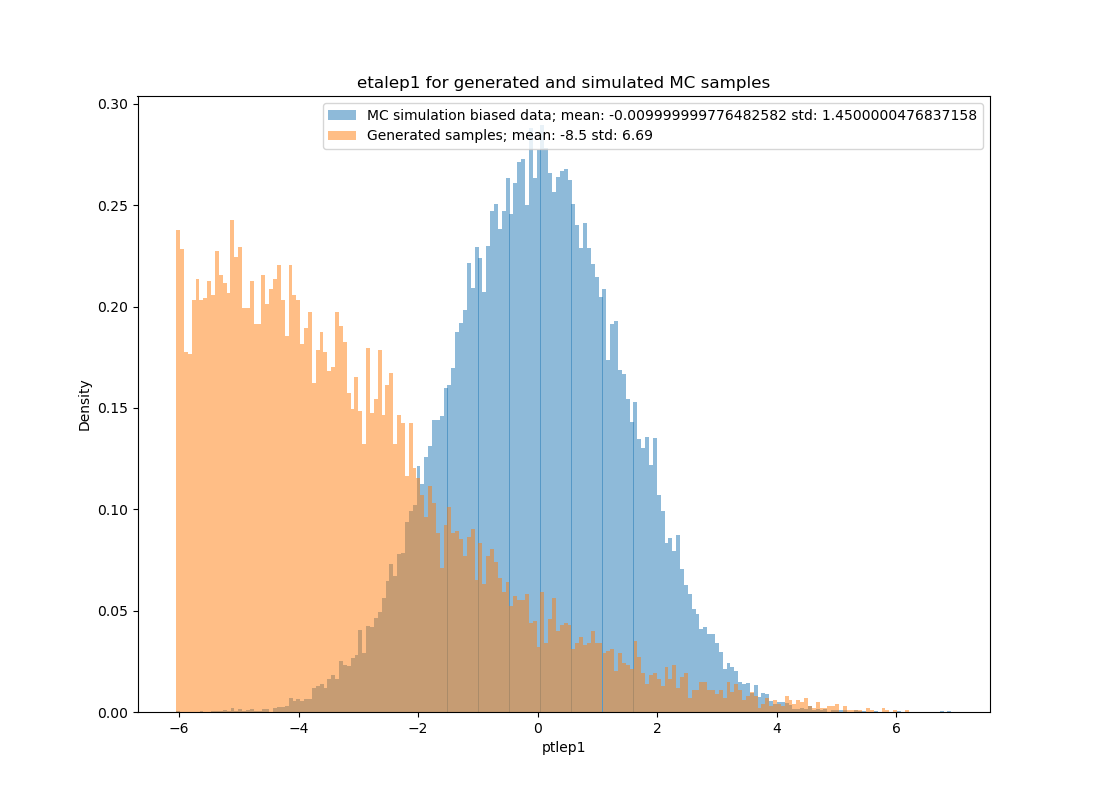 etalep1 for generated and simulated MC samples
MC simulation biased data; mean: -0.009999999776482582 std: 1.4500000476837158
Generated samples; mean: -8.5 std: 6.69
Density
0.30
0.25
0.20
0.15
0.10
0.05
0.00
−6
−4
−2
0
2
4
6
ptlep1